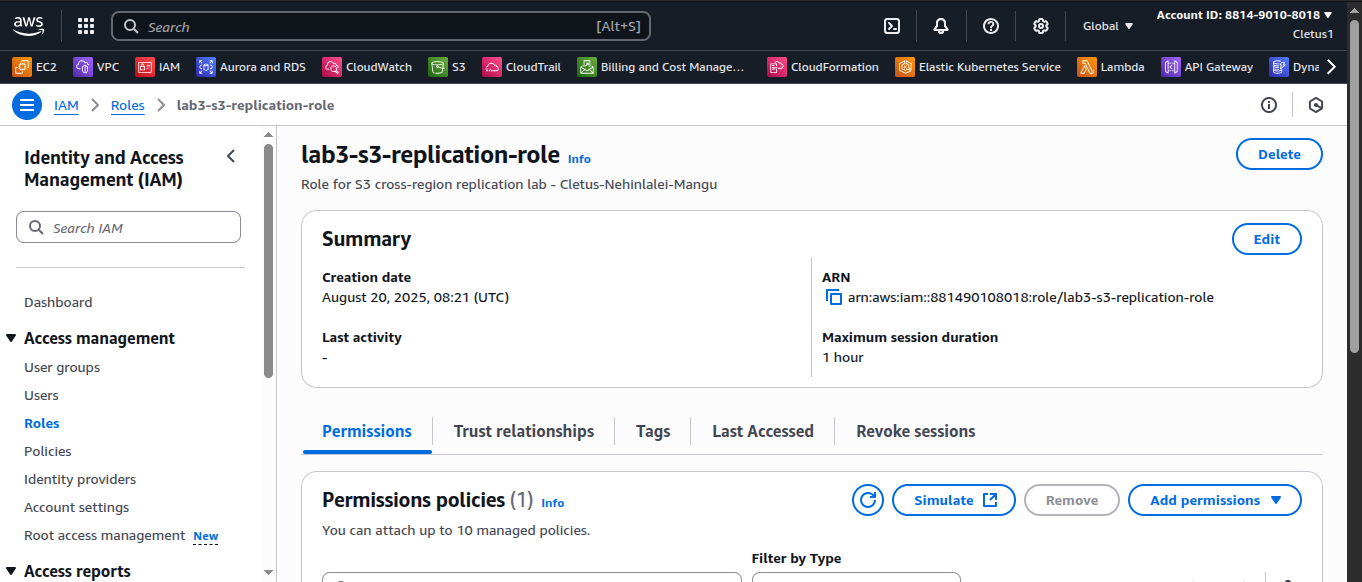 aws
Search [Alt+S]
Global
Account ID: 8814-9010-8018
Cletus1
EC2 VPC IAM Aurora and RDS CloudWatch S3 CloudTrail Billing and Cost Manage... CloudFormation Elastic Kubernetes Service Lambda API Gateway Dyna
IAM Roles lab3-s3-replication-role
Identity and Access
Management (IAM)
Search IAM
Dashboard
Access management
User groups
Users
Roles
Policies
Identity providers
Account settings
Root access management New
Access reports
lab3-s3-replication-role Info
Delete
Role for S3 cross-region replication lab - Cletus-Nehinlalei-Mangu
Summary
Edit
Creation date
August 20, 2025, 08:21 (UTC)
ARN
arn:aws:iam::881490108018:role/lab3-s3-replication-role
Last activity
-
Maximum session duration
1 hour
Permissions Trust relationships Tags Last Accessed Revoke sessions
Permissions policies (1) Info
Simulate Remove Add permissions
You can attach up to 10 managed policies.
Filter by Type